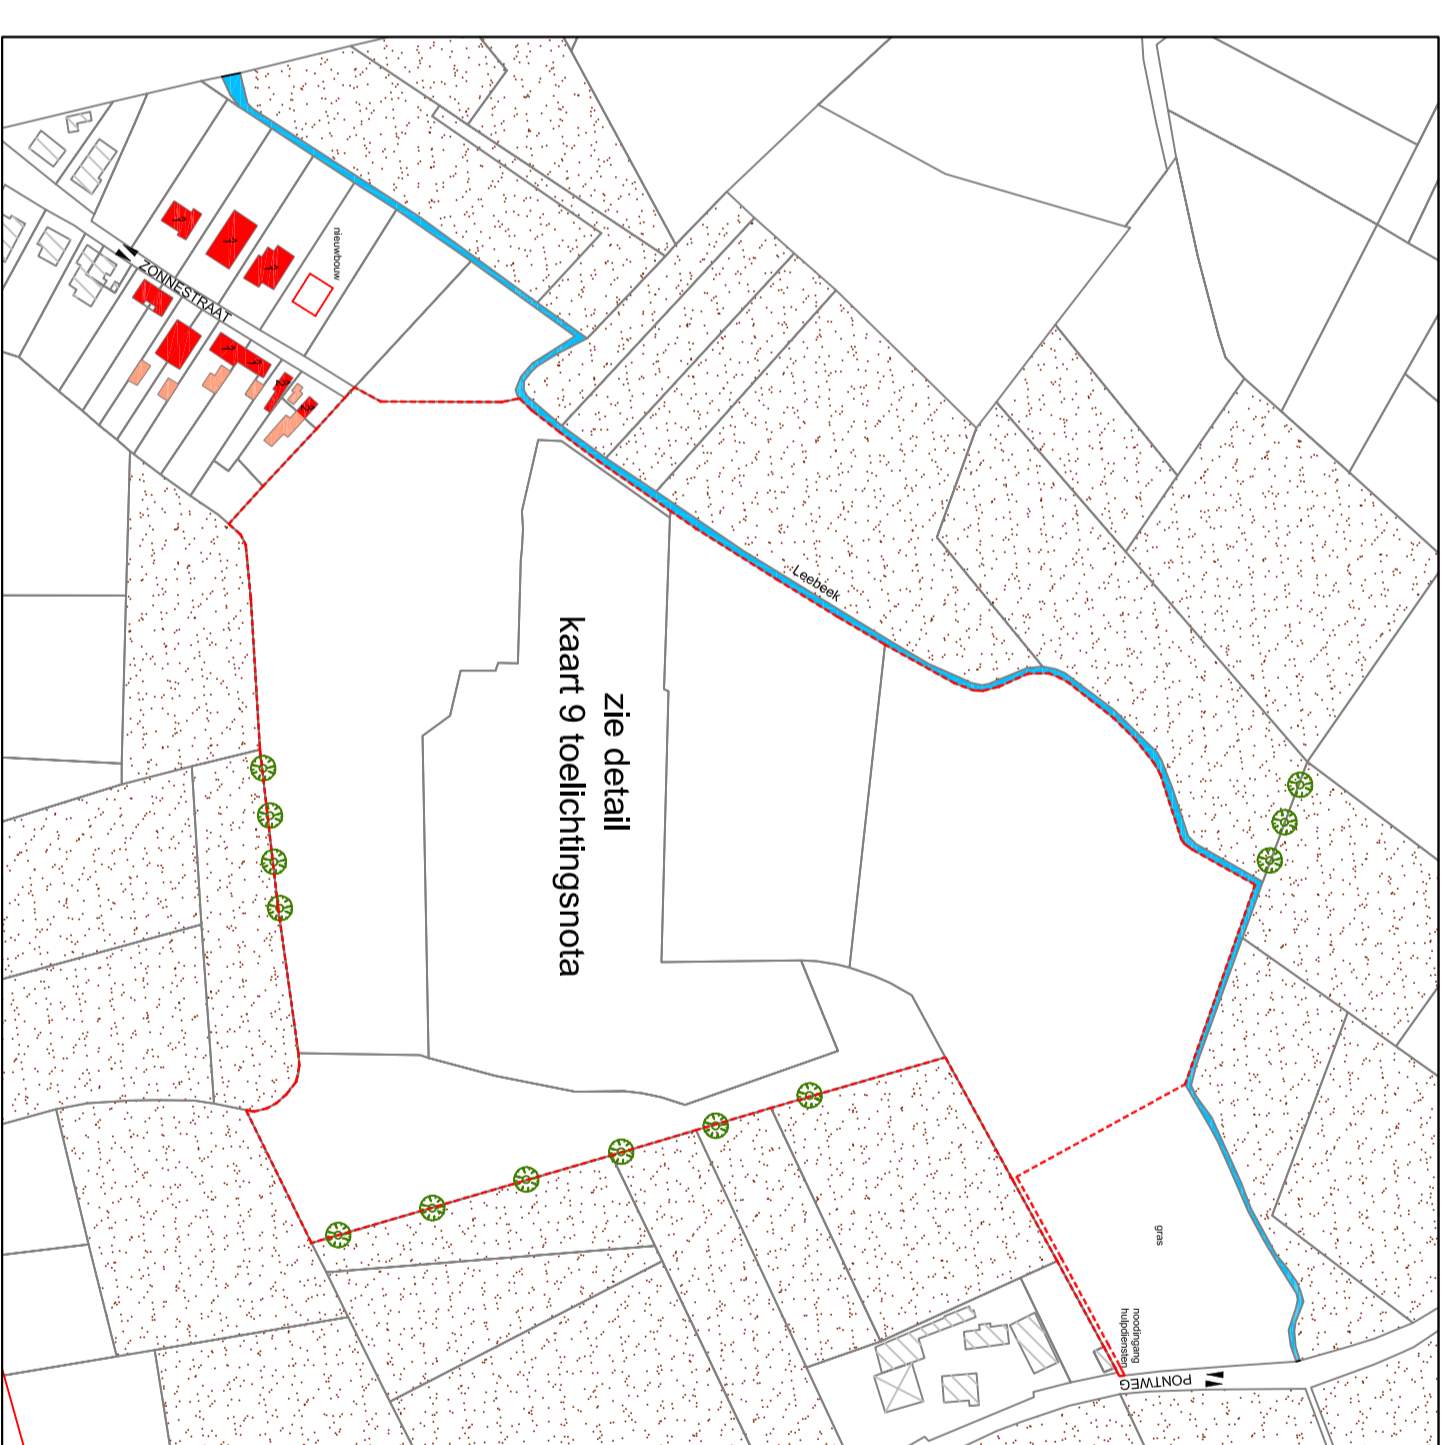 nieuwbouw
ZONNESTRAAT
Leebeek
zie detail
kaart 9 toelichtingsnota
gras
noodingang
hulpdiensten
PONTWEG